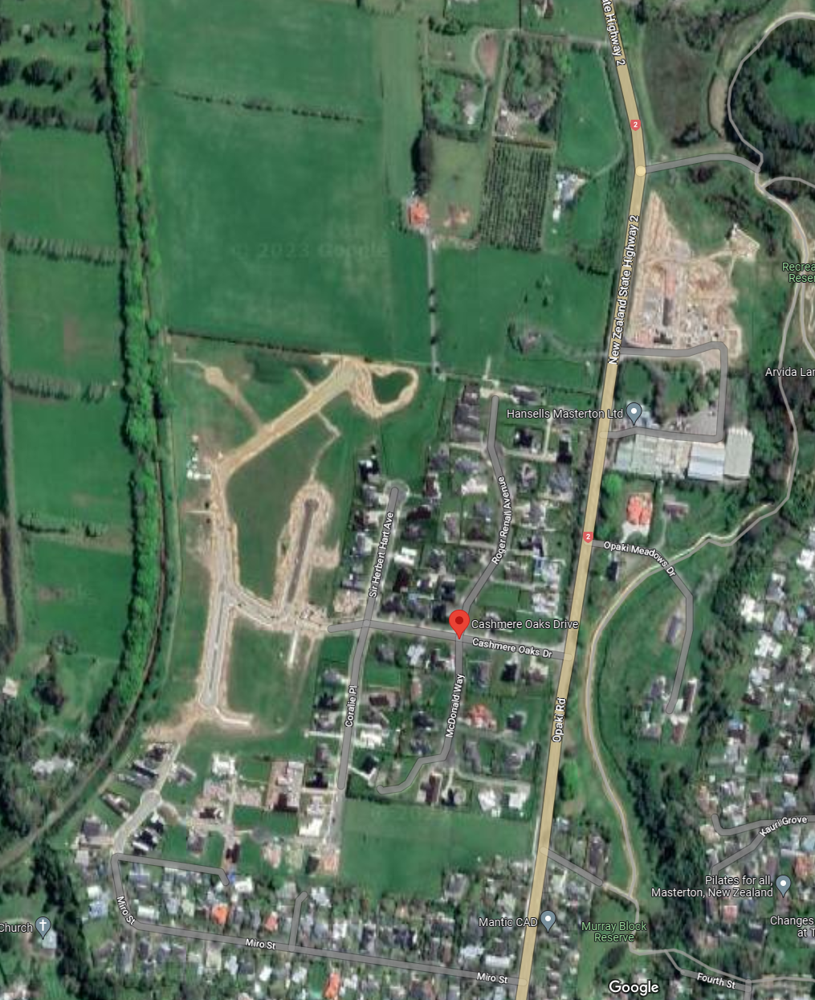 te Highway 2
2
New Zealand State Highway 2
2023 Google
Recrea
Reser
Arvida Lar
Hansells Masterton Ltd
Roger Renall Avenue
Sir Herbert Hart Ave
2
Opaki Meadows Dr
Cashmere Oaks Drive
Cashmere Oaks Dr
Coralie Pl
McDonald Way
Opaki Rd
Kauri Grove
Pilates for all,
Masterton, New Zealand
Miro St
Church
Mantic CAD
Murray Block
Reserve
Changes
at T
Miro St
Miro St
Fourth St
Google